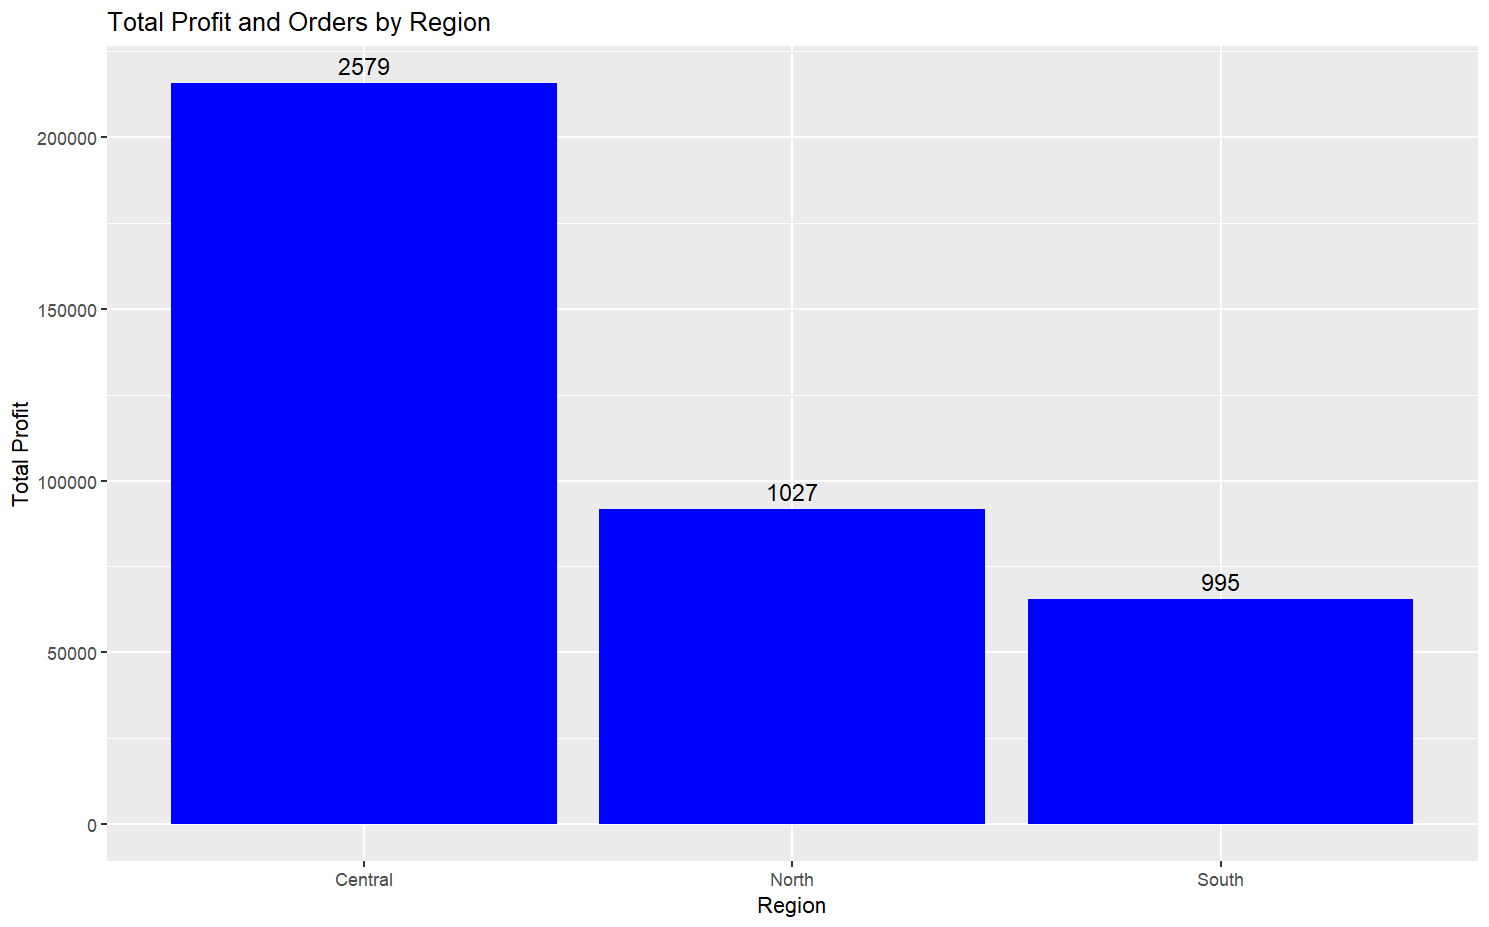 Total Profit and Orders by Region
2579
200000
150000
Total Profit
100000
1027
995
50000
0
Central North South
Region